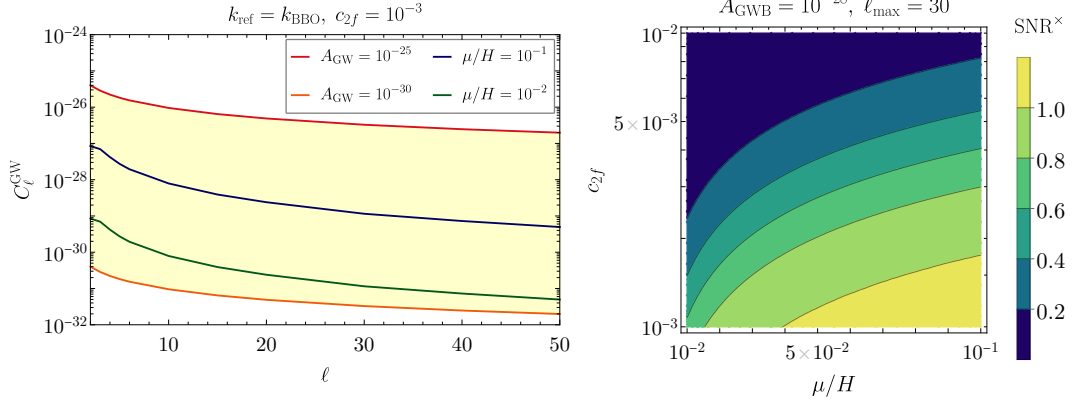 k_ref = k_BBO, c_2f = 10^-3
10^-24
10^-26
10^-28
10^-30
10^-32
C_ℓ^GW
A_GW = 10^-25 μ/H = 10^-1
A_GW = 10^-30 μ/H = 10^-2
10 20 30 40 50
ℓ
ℓ_max = 30
10^-2
5×10^-3
10^-3
c_2f
10^-2 5×10^-2 10^-1
μ/H
SNR^×
1.0
0.8
0.6
0.4
0.2